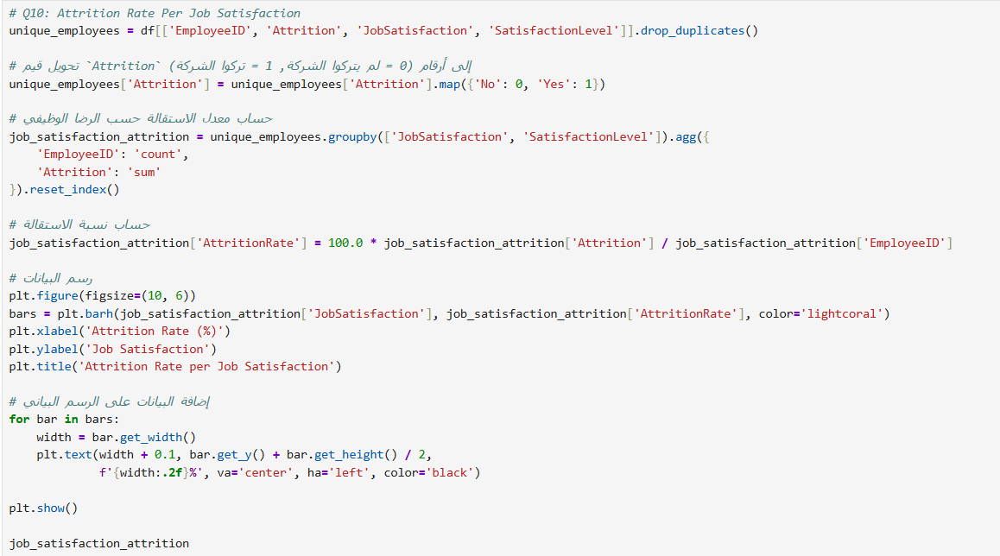 # Q10: Attrition Rate Per Job Satisfaction
unique_employees = df[['EmployeeID', 'Attrition', 'JobSatisfaction', 'SatisfactionLevel']].drop_duplicates()
# تحويل قيم `Attrition` إلى أرقام (0 = لم يتركوا الشركة, 1 = تركوا الشركة)
unique_employees['Attrition'] = unique_employees['Attrition'].map({'No': 0, 'Yes': 1})
# حساب معدل الاستقالة حسب الرضا الوظيفي
job_satisfaction_attrition = unique_employees.groupby(['JobSatisfaction', 'SatisfactionLevel']).agg({
    'EmployeeID': 'count',
    'Attrition': 'sum'
}).reset_index()
# حساب نسبة الاستقالة
job_satisfaction_attrition['AttritionRate'] = 100.0 * job_satisfaction_attrition['Attrition'] / job_satisfaction_attrition['EmployeeID']
# رسم البيانات
plt.figure(figsize=(10, 6))
bars = plt.barh(job_satisfaction_attrition['JobSatisfaction'], job_satisfaction_attrition['AttritionRate'], color='lightcoral')
plt.xlabel('Attrition Rate (%)')
plt.ylabel('Job Satisfaction')
plt.title('Attrition Rate per Job Satisfaction')
# إضافة البيانات على الرسم البياني
for bar in bars:
    width = bar.get_width()
    plt.text(width + 0.1, bar.get_y() + bar.get_height() / 2,
             f'{width:.2f}%', va='center', ha='left', color='black')
plt.show()
job_satisfaction_attrition